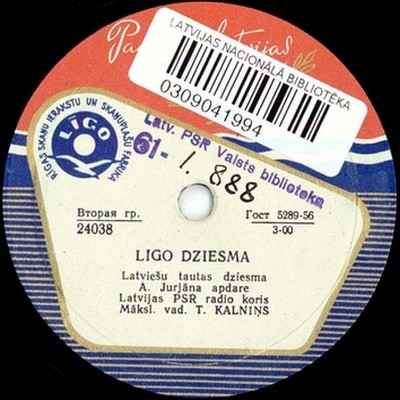 LATVIJAS NACIONĀLĀ BIBLIOTĒKA
0309041994
RĪGAS SKAŅU IERAKSTU UN SKAŅUPLAŠU FABRIKA
LIGO
Latv. PSR Valsts biblioteka
61-
1. 888
Вторая гр.
24038
Гост 5289-56
3-00
LIGO DZIESMA
Latviešu tautas dziesma
A. Jurjāna apdare
Latvijas PSR radio koris
Māksl. vad. T. KALNIŅŠ